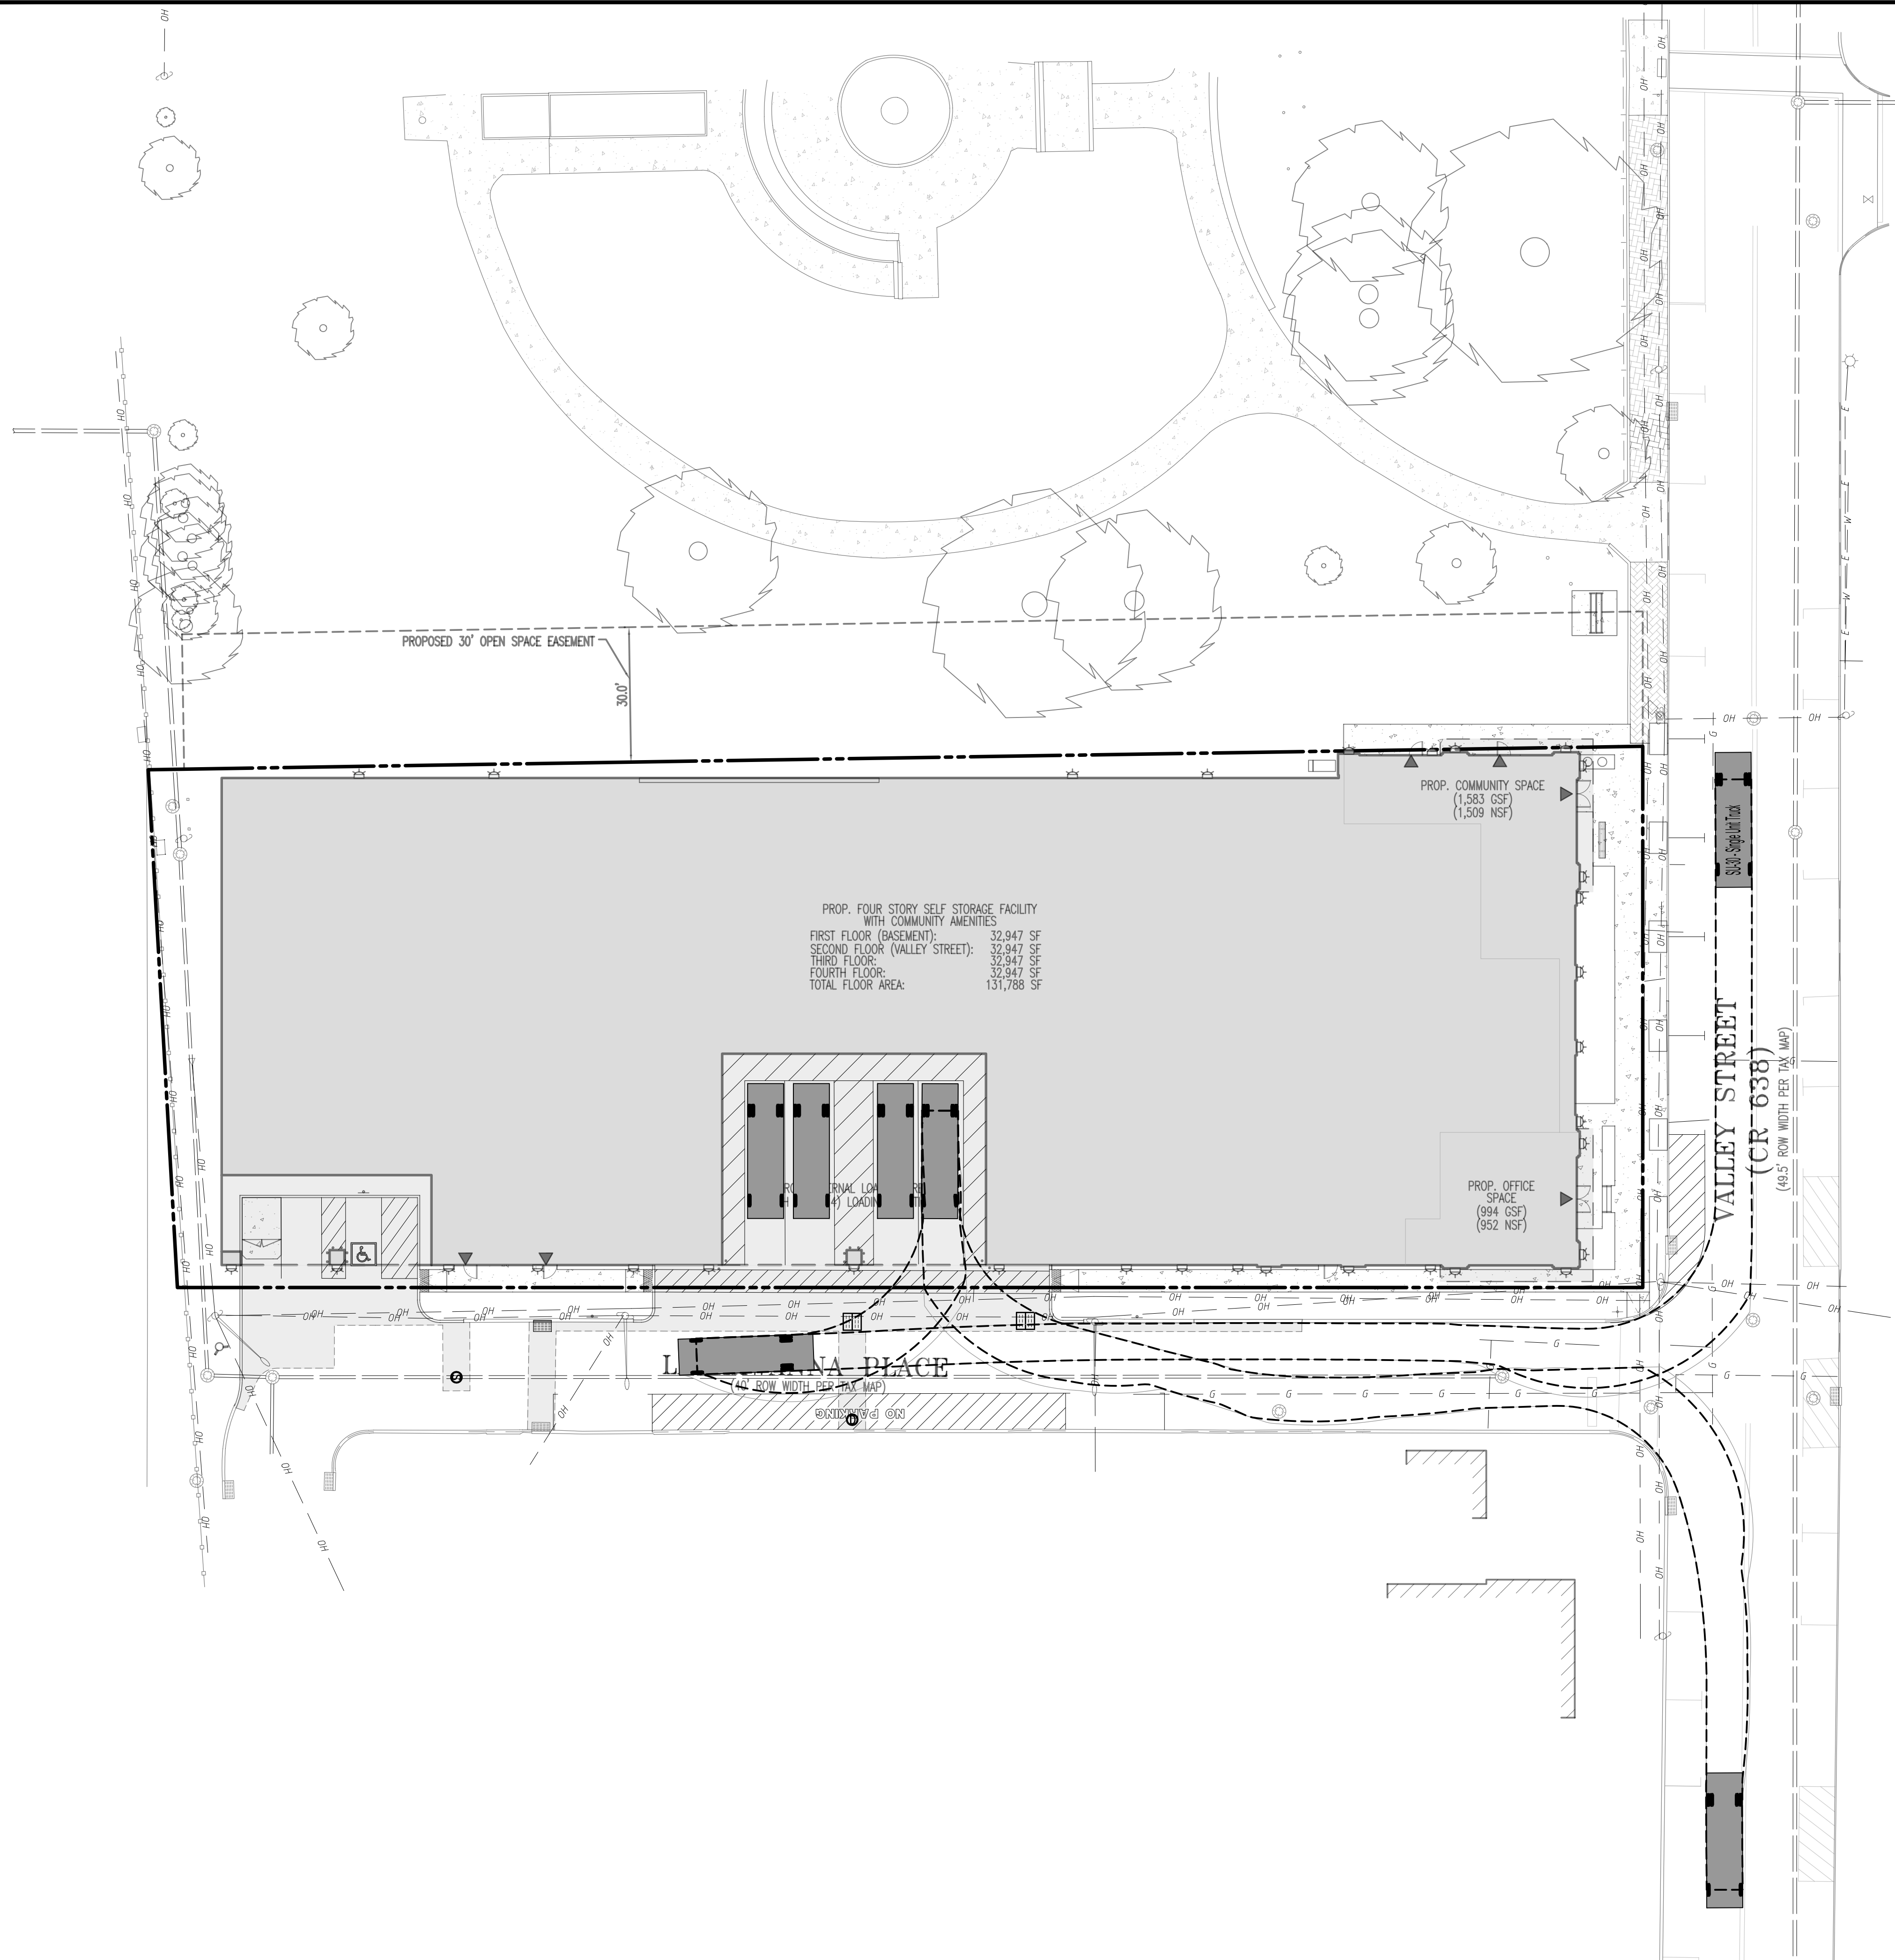 PROPOSED 30' OPEN SPACE EASEMENT
30.0'
PROP. COMMUNITY SPACE
(1,583 GSF)
(1,509 NSF)
SU-30 - Single Unit Truck
PROP. FOUR STORY SELF STORAGE FACILITY
WITH COMMUNITY AMENITIES
FIRST FLOOR (BASEMENT): 32,947 SF
SECOND FLOOR (VALLEY STREET): 32,947 SF
THIRD FLOOR: 32,947 SF
FOURTH FLOOR: 32,947 SF
TOTAL FLOOR AREA: 131,788 SF
VALLEY STREET
(CR 638)
(49.5' ROW WIDTH PER TAX MAP)
PROP. OFFICE
SPACE
(994 GSF)
(952 NSF)
PLACE
(40' ROW WIDTH PER TAX MAP)
NO PARKING
OH
G
E
W